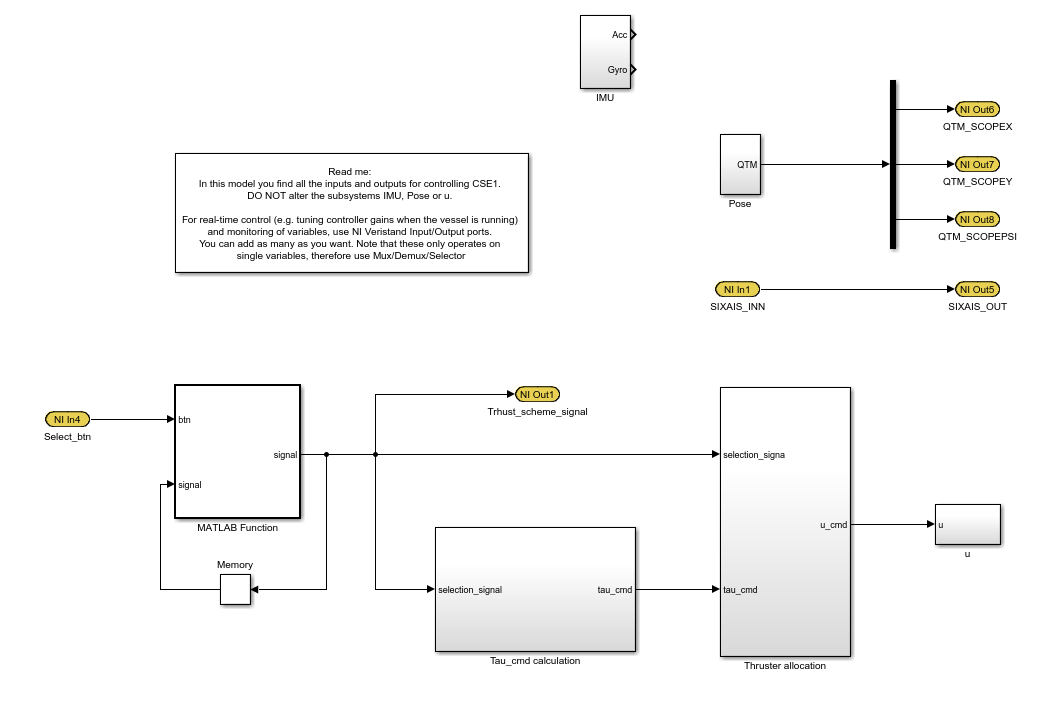 Acc
Gyro
IMU
NI Out6
QTM_SCOPEX
QTM
Pose
NI Out7
QTM_SCOPEY
NI Out8
QTM_SCOPEPSI
Read me:
In this model you find all the inputs and outputs for controlling CSE1.
DO NOT alter the subsystems IMU, Pose or u.
For real-time control (e.g. tuning controller gains when the vessel is running)
and monitoring of variables, use NI Veristand Input/Output ports.
You can add as many as you want. Note that these only operates on
single variables, therefore use Mux/Demux/Selector
NI In1
SIXAIS_INN
NI Out5
SIXAIS_OUT
NI In4
Select_btn
btn
signal
signal
MATLAB Function
Memory
NI Out1
Trhust_scheme_signal
selection_signal
tau_cmd
Tau_cmd calculation
selection_signa
tau_cmd
u_cmd
Thruster allocation
u
u